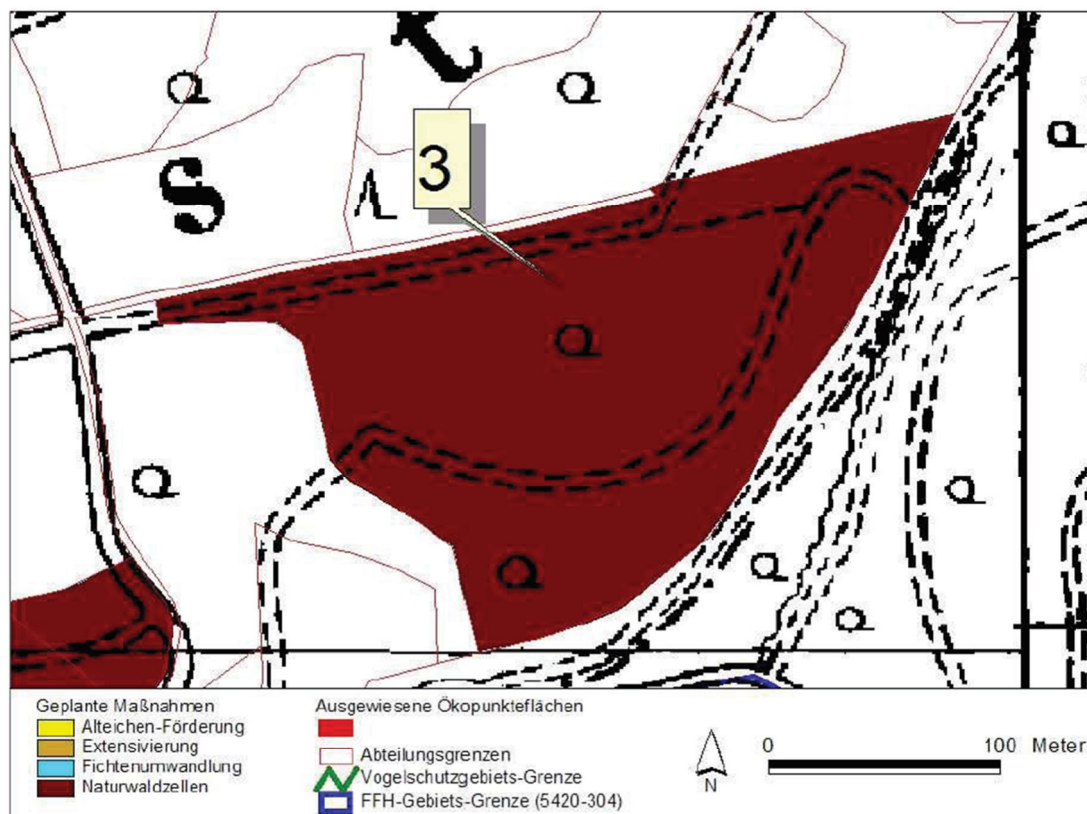 S
3
Geplante Maßnahmen
Alteichen-Förderung
Extensivierung
Fichtenumwandlung
Naturwaldzellen
Ausgewiesene Ökopunkteflächen
Abteilungsgrenzen
Vogelschutzgebiets-Grenze
FFH-Gebiets-Grenze (5420-304)
N
0 100 Meter